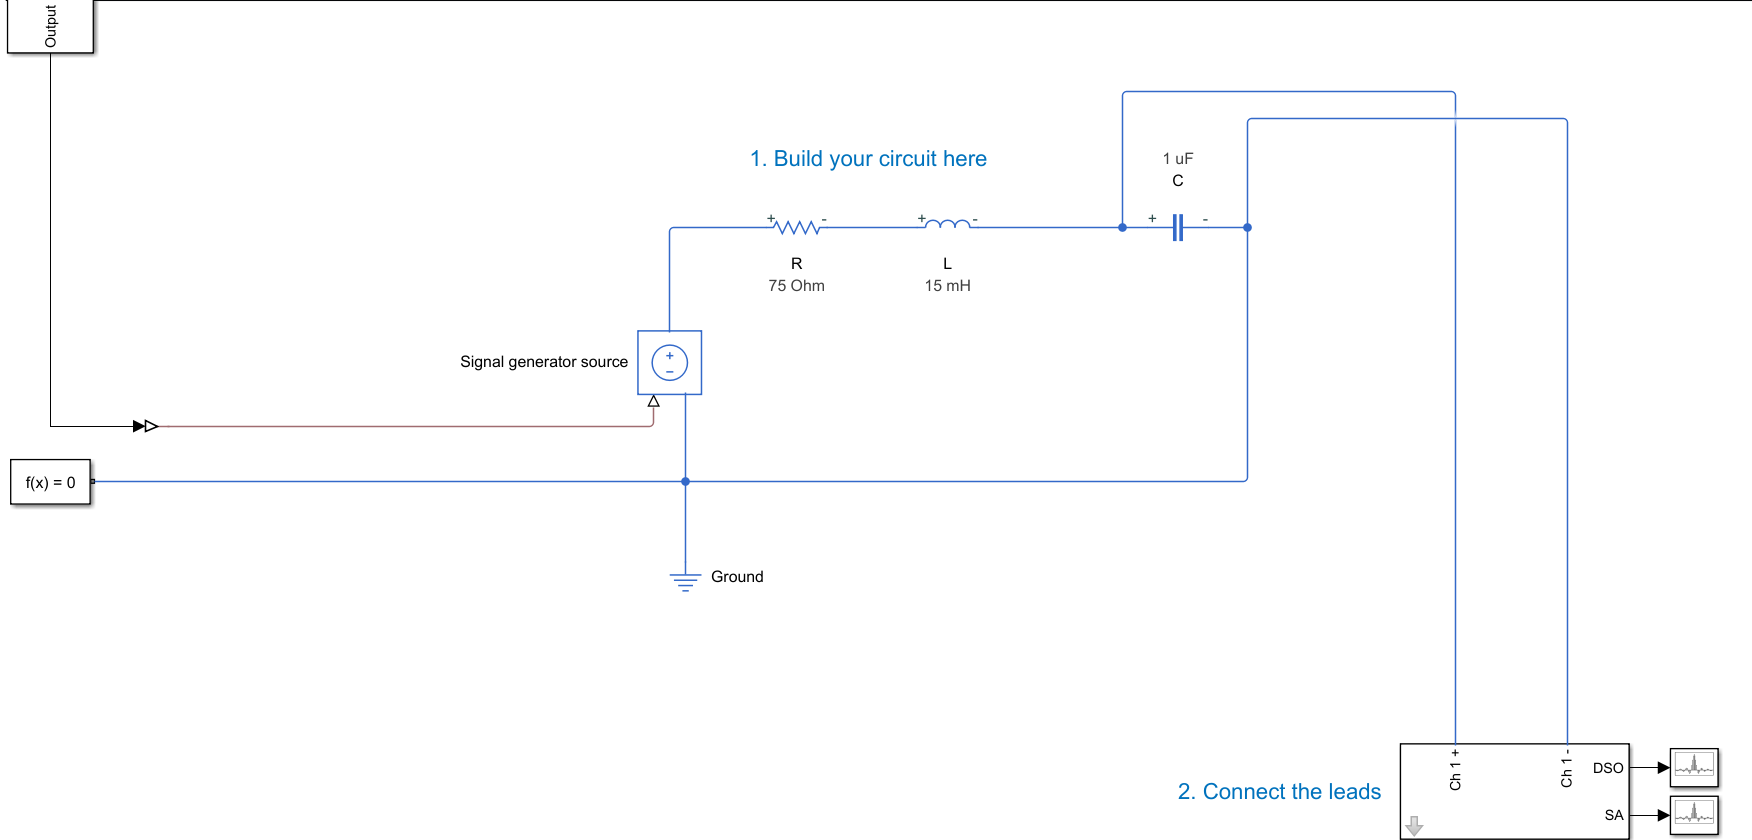 Output
1. Build your circuit here
1 uF
C
+ -
+ -
+ -
R
75 Ohm
L
15 mH
Signal generator source
+
−
f(x) = 0
Ground
2. Connect the leads
Ch 1 +
Ch 1 -
DSO
SA